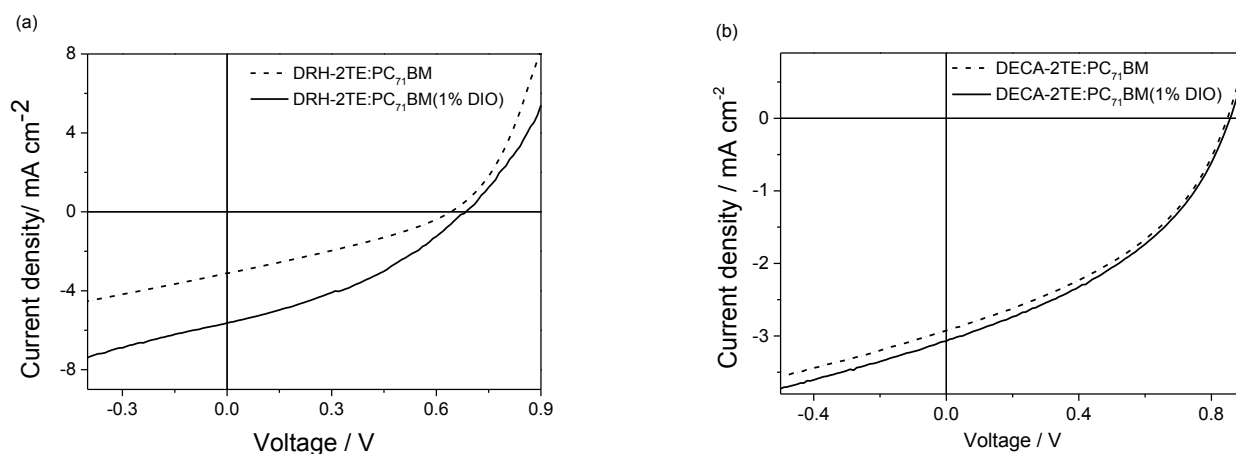 (a)
8
4
0
-4
-8
-0.3
0.0
0.3
0.6
0.9
Current density/ mA cm⁻²
Voltage / V
DRH-2TE:PC₇₁BM
DRH-2TE:PC₇₁BM(1% DIO)
(b)
0
-1
-2
-3
-0.4
0.0
0.4
0.8
Current density / mA cm⁻²
Voltage / V
DECA-2TE:PC₇₁BM
DECA-2TE:PC₇₁BM(1% DIO)